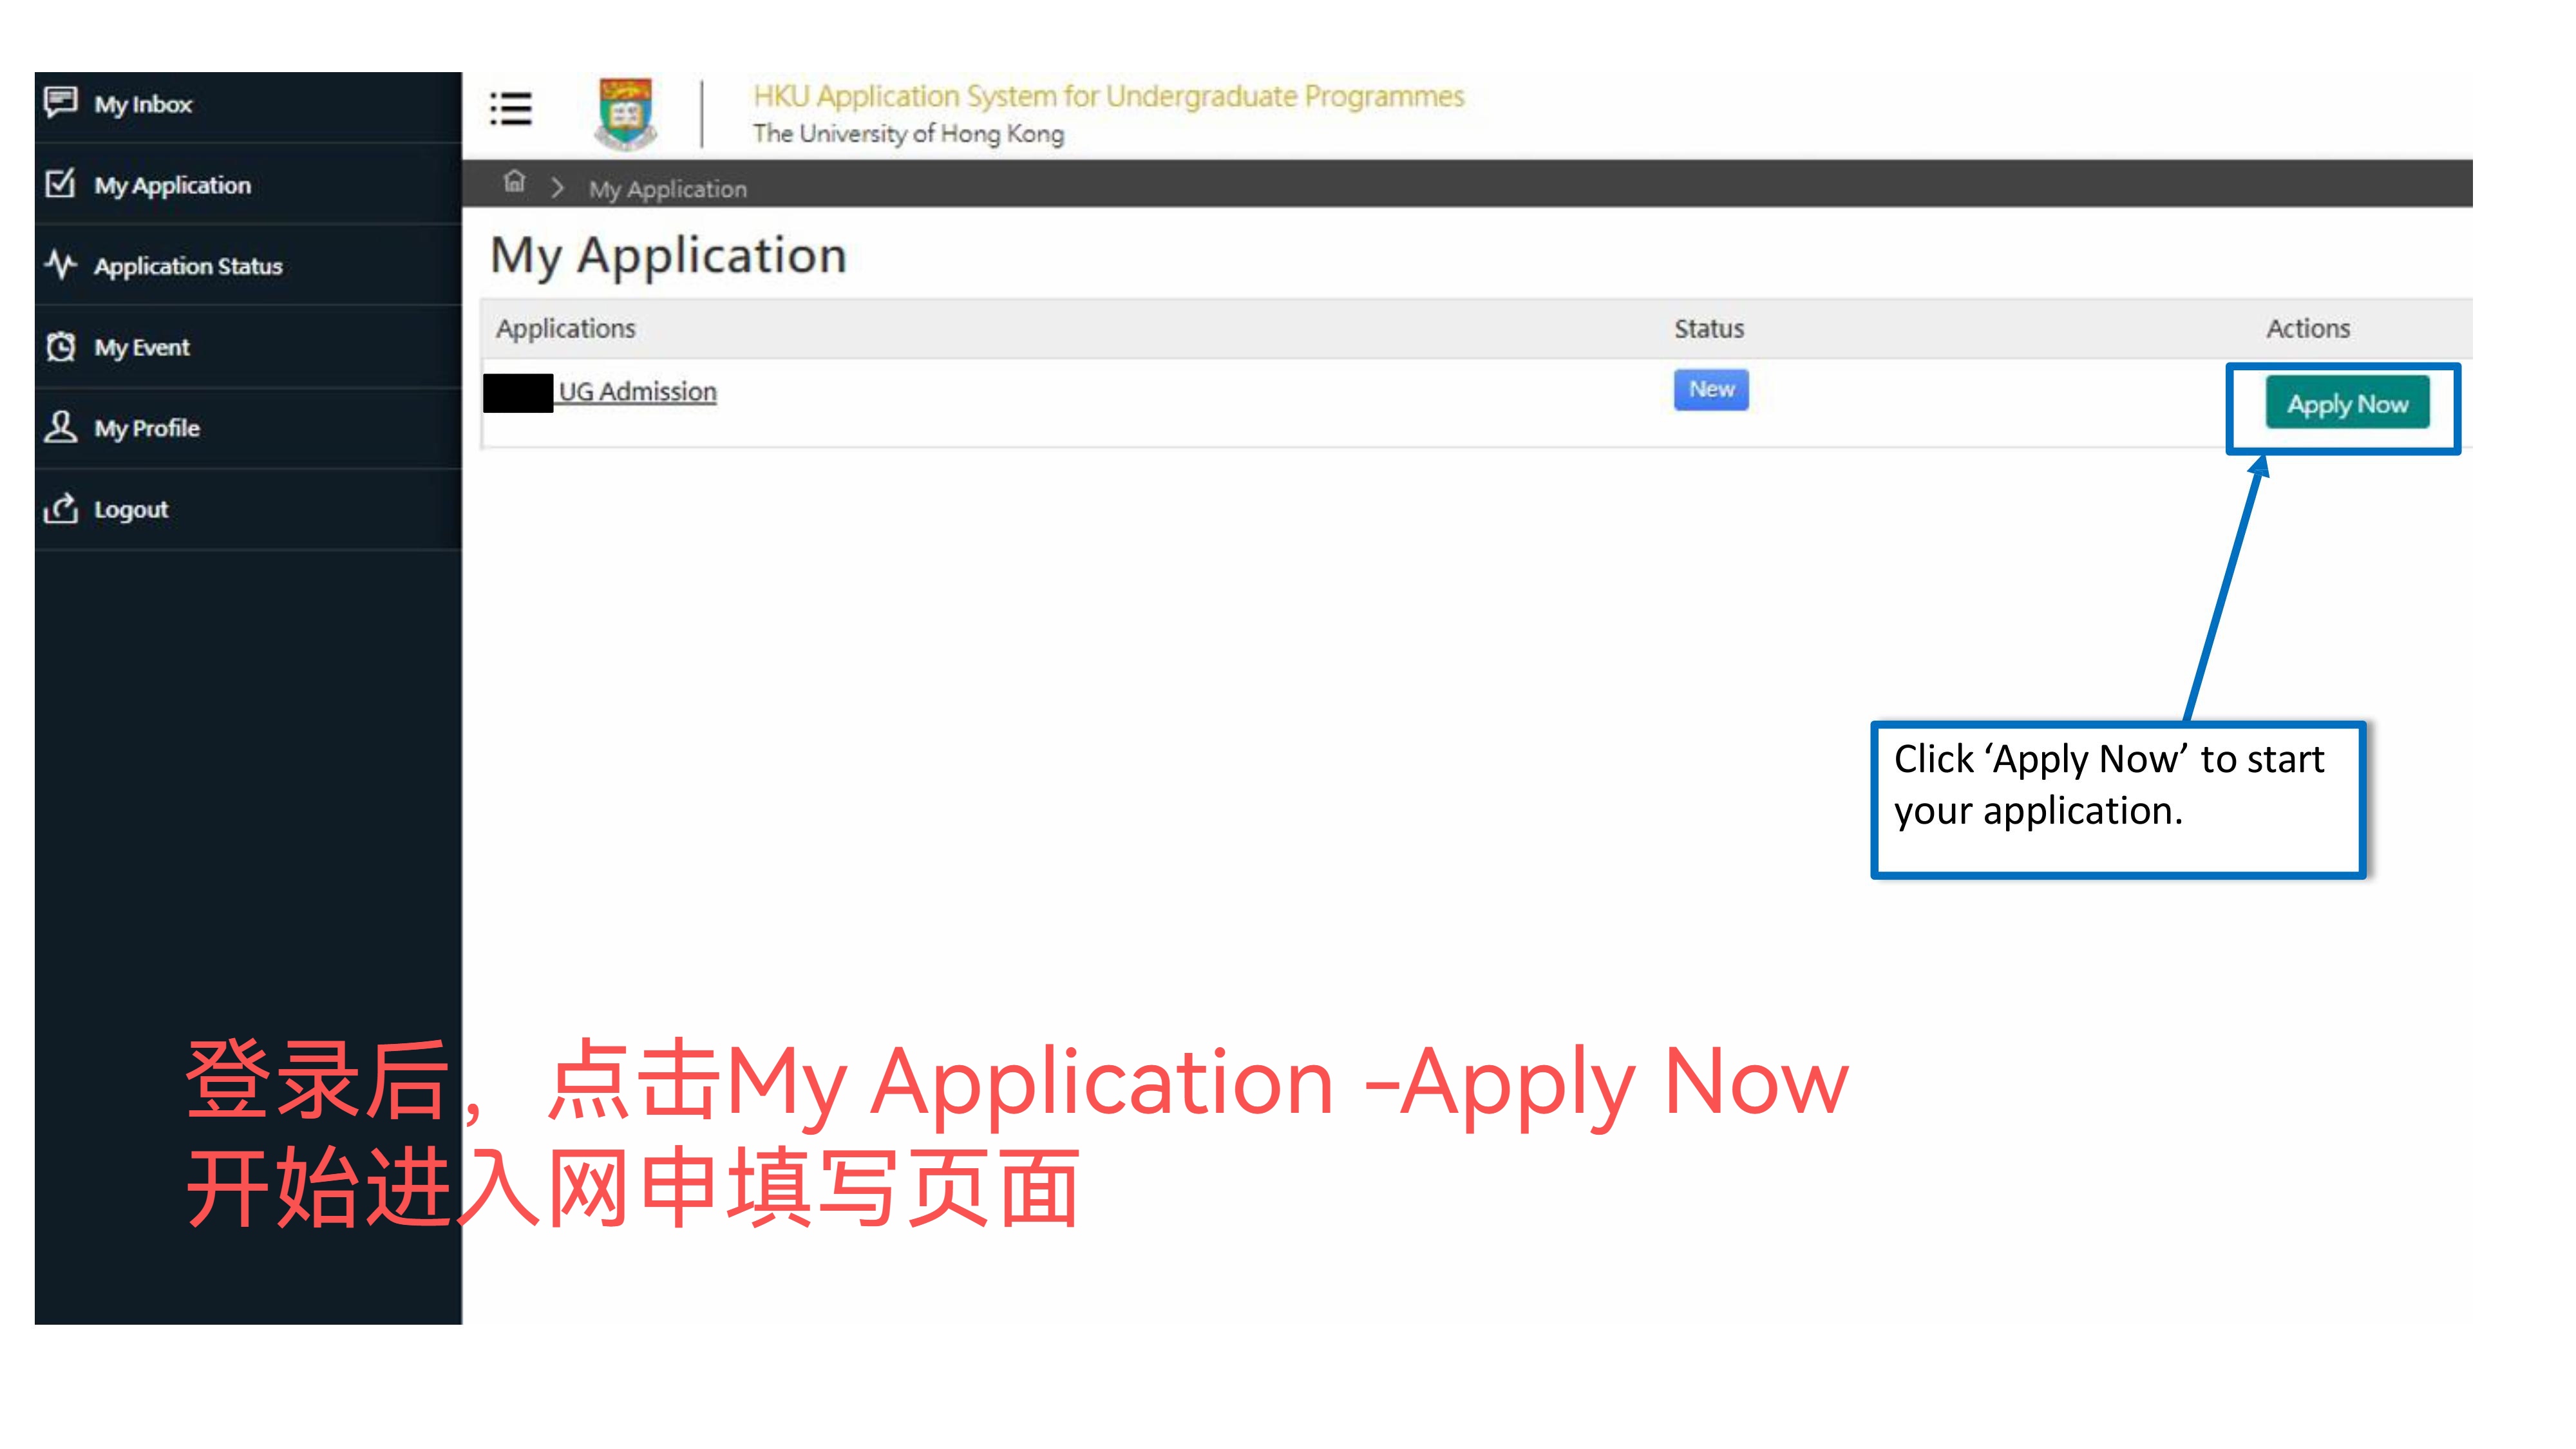 My Inbox
My Application
Application Status
My Event
My Profile
Logout
HKU Application System for Undergraduate Programmes
The University of Hong Kong
My Application
My Application
Applications Status Actions
UG Admission New Apply Now
Click ‘Apply Now’ to start
your application.
登录后，点击My Application -Apply Now
开始进入网申填写页面